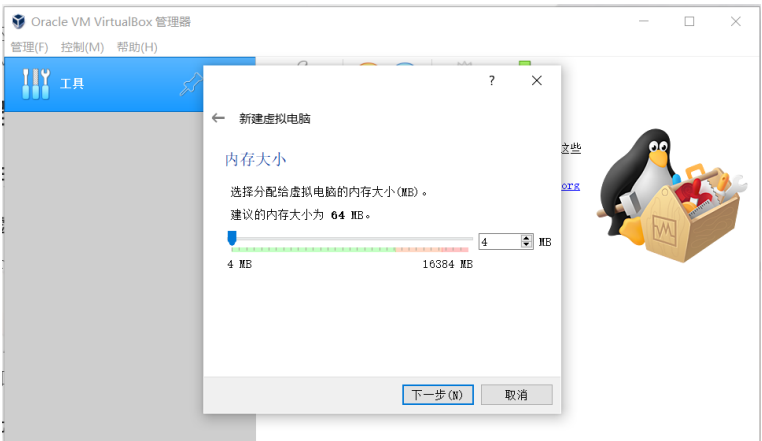 Oracle VM VirtualBox 管理器
管理(F) 控制(M) 帮助(H)
工具
?
新建虚拟电脑
内存大小
选择分配给虚拟电脑的内存大小(MB)。
建议的内存大小为 64 MB。
4 MB
4 MB 16384 MB
下一步(N) 取消
这些
org